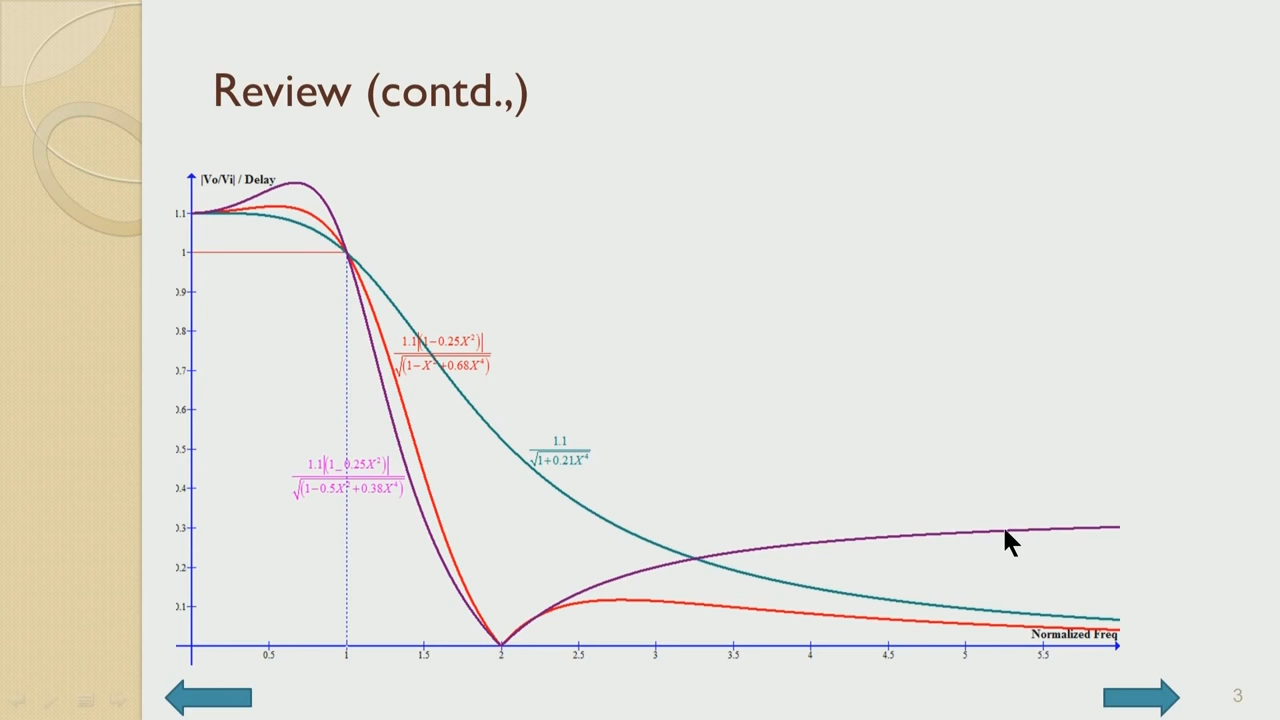 Review (contd.,)
|Vo/Vi| / Delay
1.1
1
0.9
0.8
0.7
0.6
0.5
0.4
0.3
0.2
0.1
1.1|(1−0.25X²)|
√(1−X²+0.68X⁴)
1.1
√1+0.21X⁴
1.1|(1_0.25X²)|
√(1−0.5X²+0.38X⁴)
Normalized Freq
0.5 1 1.5 2 2.5 3 3.5 4 4.5 5 5.5
3